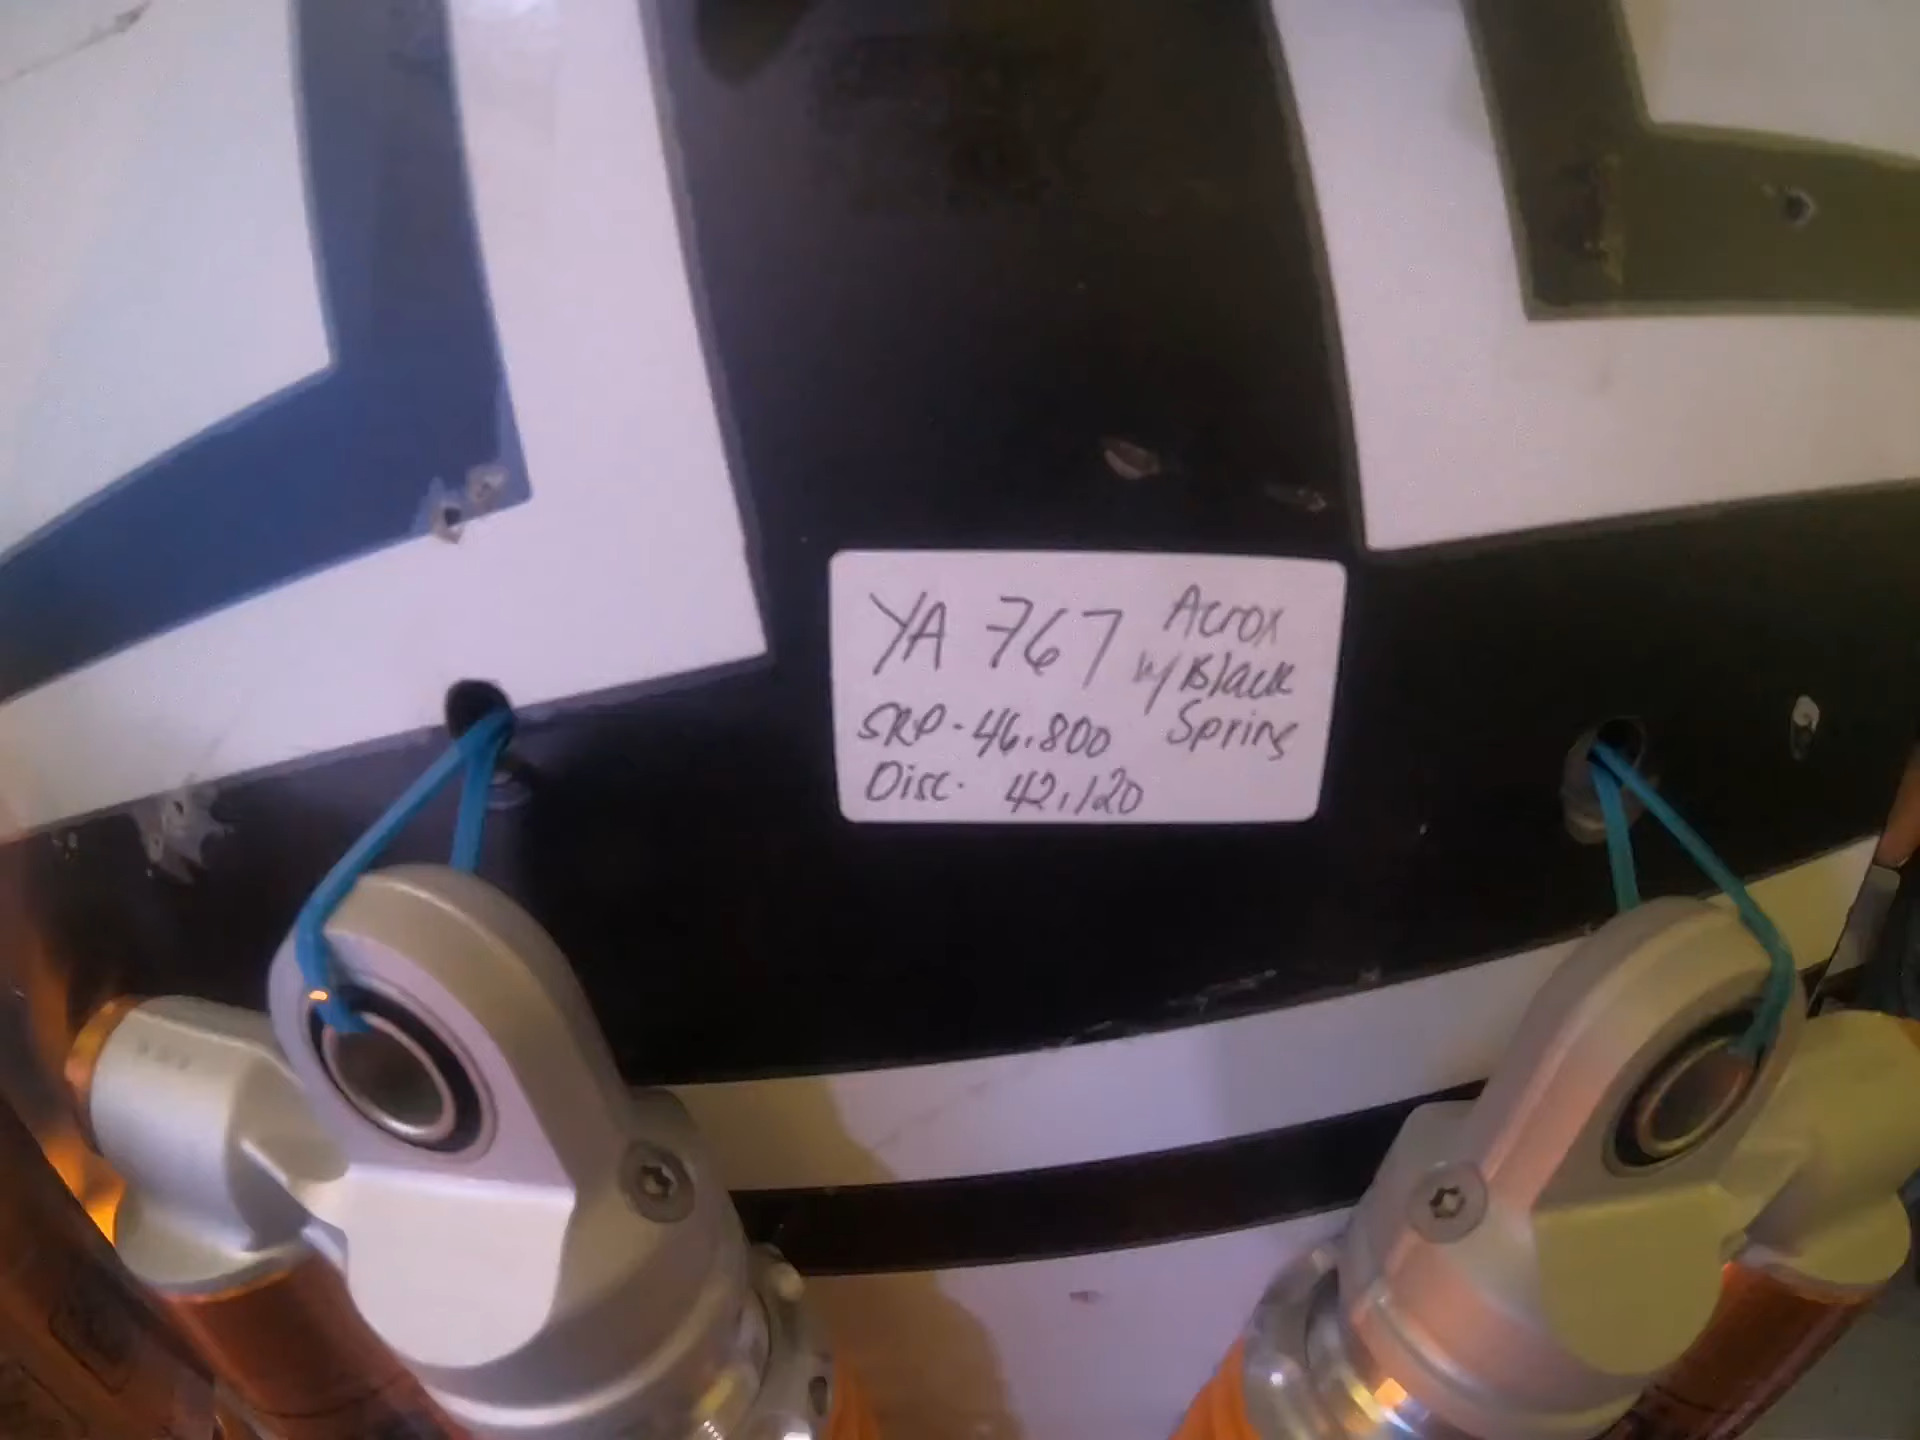 YA 767
Acrox
w/ Black
Spring
SRP - 46,800
Disc. 42,120